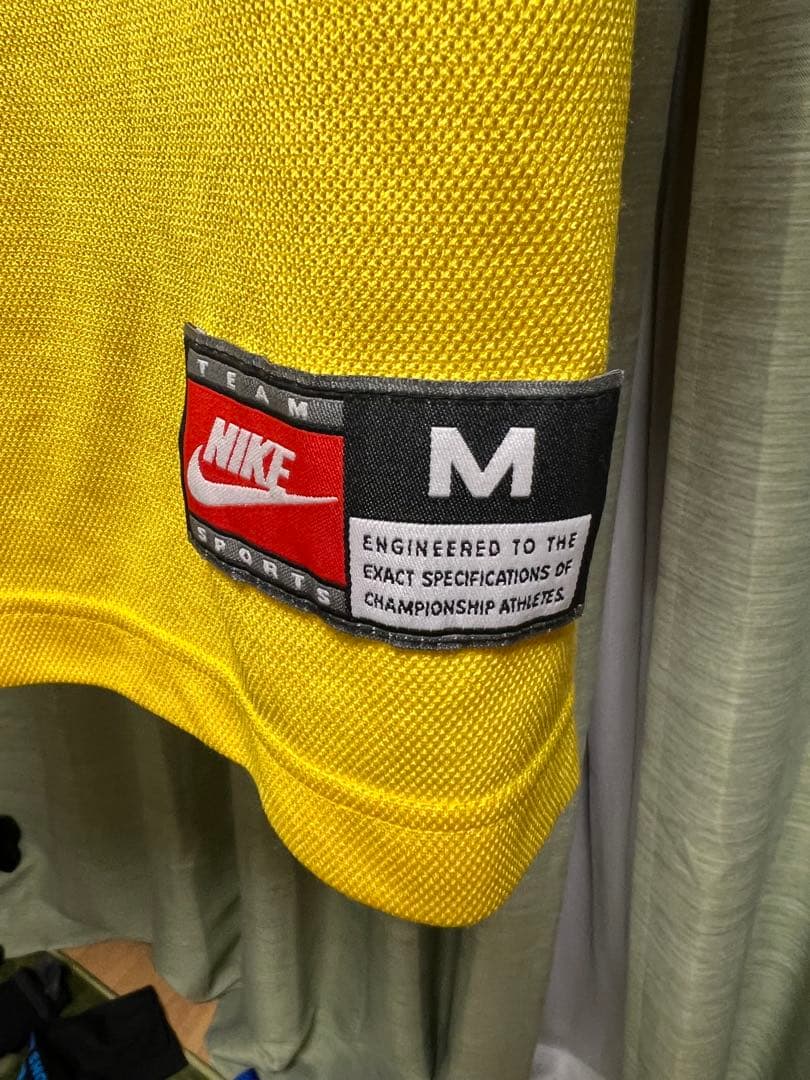 TEAM
NIKE
SPORTS
M
ENGINEERED TO THE
EXACT SPECIFICATIONS OF
CHAMPIONSHIP ATHLETES.